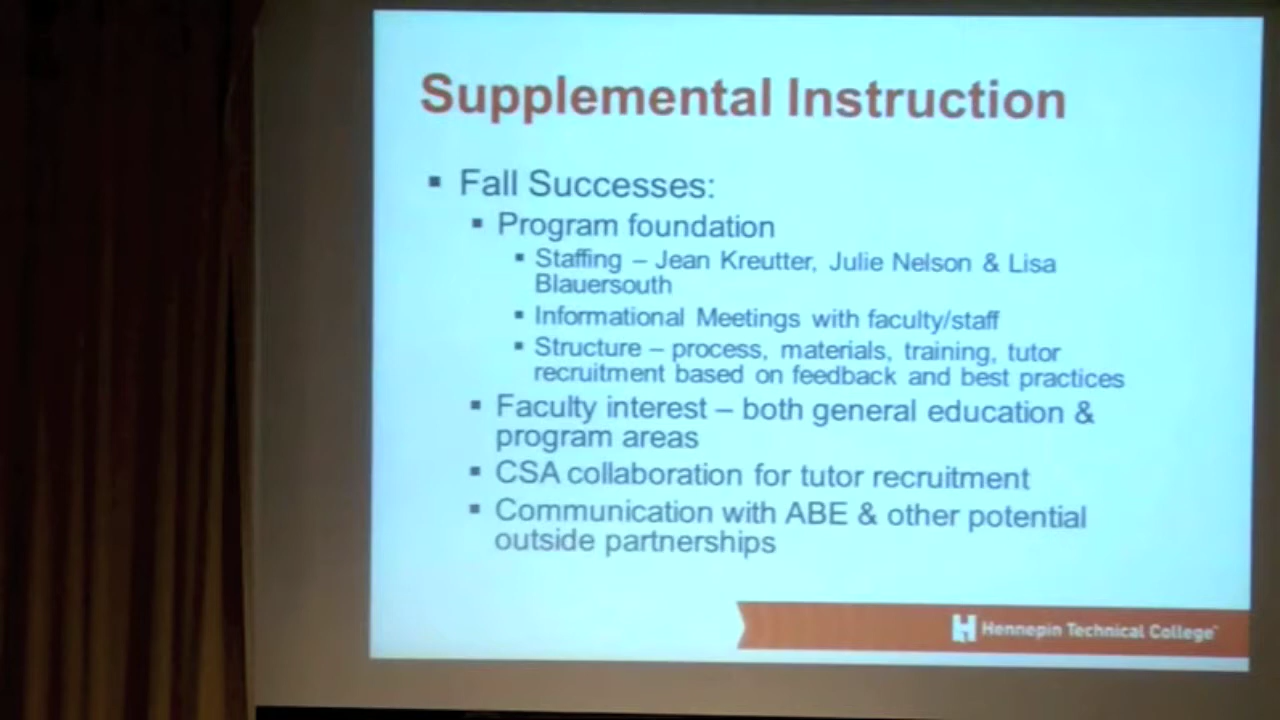 Supplemental Instruction
▪ Fall Successes:
▪ Program foundation
▪ Staffing – Jean Kreutter, Julie Nelson & Lisa
Blauersouth
▪ Informational Meetings with faculty/staff
▪ Structure – process, materials, training, tutor
recruitment based on feedback and best practices
▪ Faculty interest – both general education &
program areas
▪ CSA collaboration for tutor recruitment
▪ Communication with ABE & other potential
outside partnerships
H Hennepin Technical College